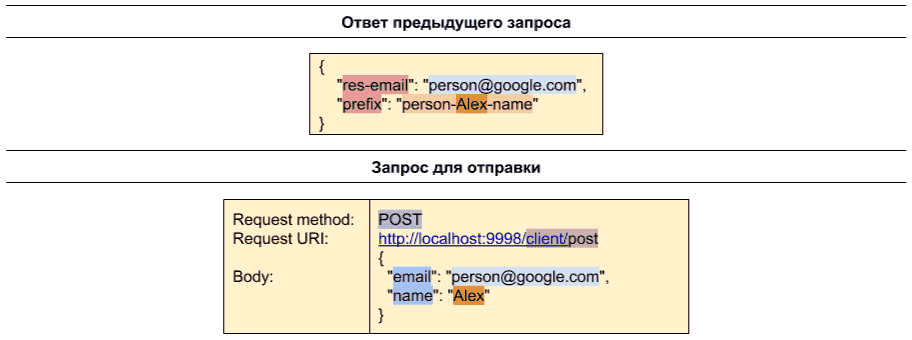 Ответ предыдущего запроса
{
"res-email": "person@google.com",
"prefix": "person-Alex-name"
}
Запрос для отправки
Request method: POST
Request URI: http://localhost:9998/client/post
{
Body: "email": "person@google.com",
"name": "Alex"
}